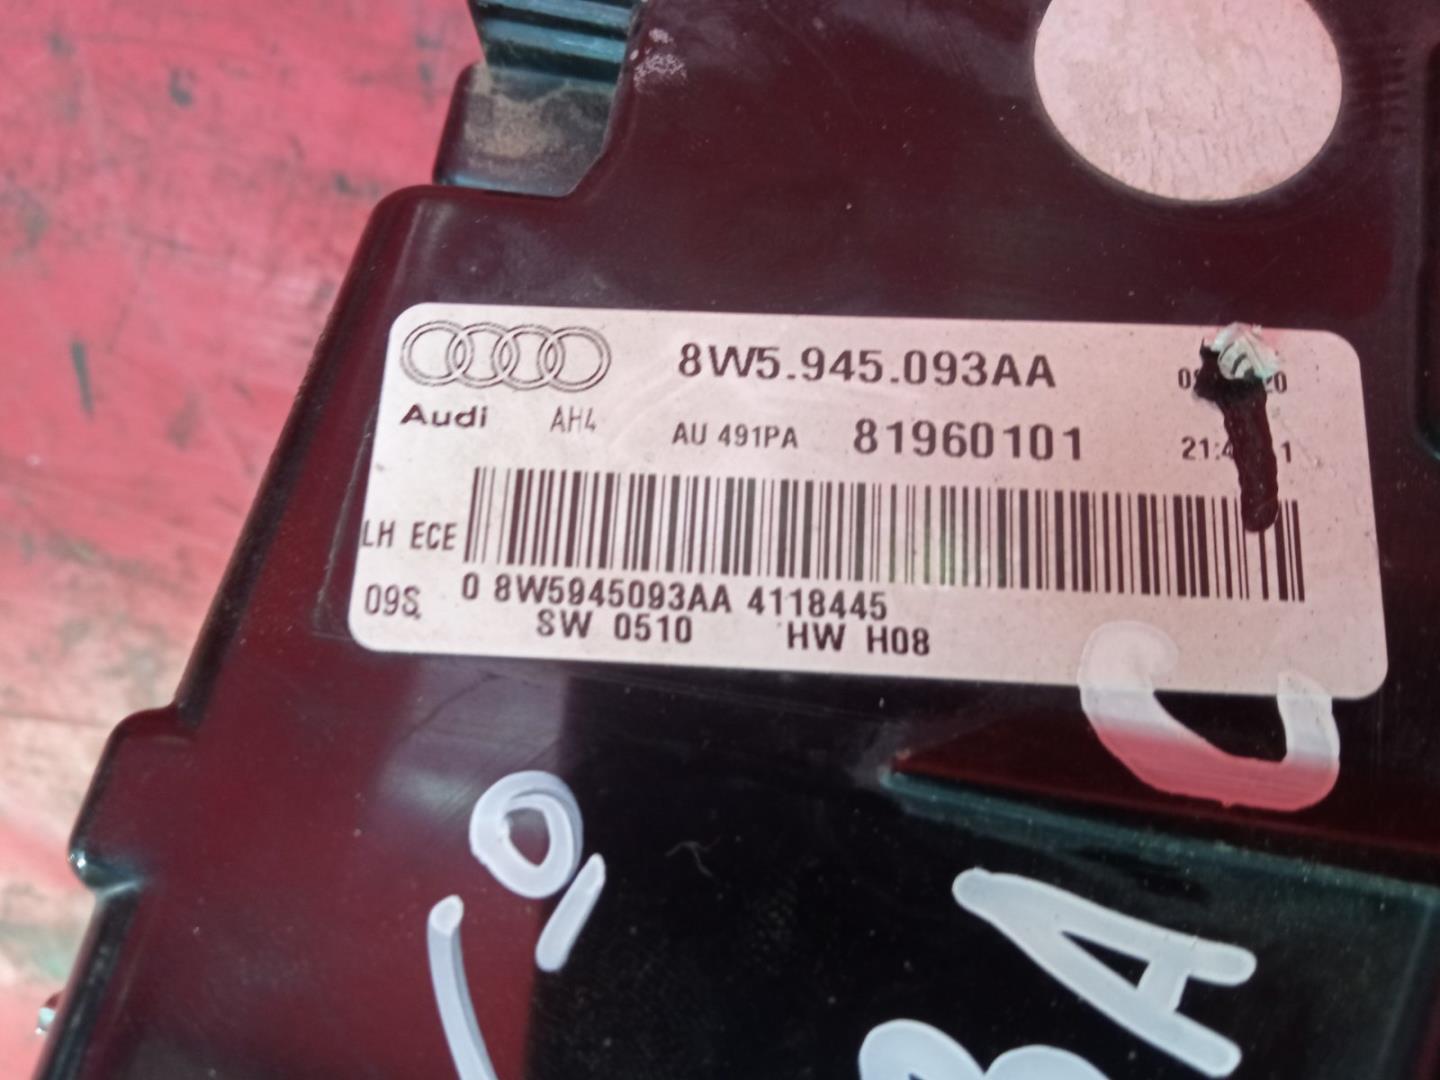 8W5.945.093AA
Audi AH4 AU 491PA 81960101
LH ECE
09S 0 8W5945093AA 4118445
SW 0510 HW H08
C
A